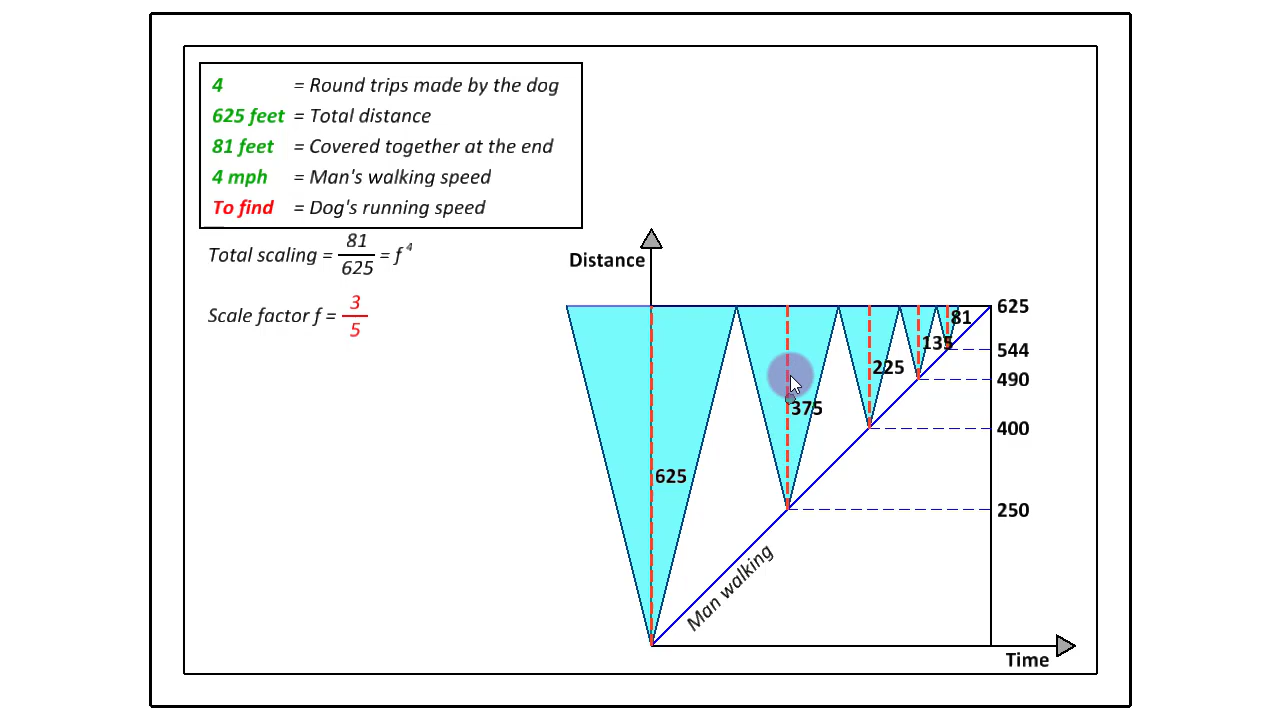 4 = Round trips made by the dog
625 feet = Total distance
81 feet = Covered together at the end
4 mph = Man's walking speed
To find = Dog's running speed
Total scaling = 81/625 = f⁴
Scale factor f = 3/5
Distance
625
81
135
544
225
490
375
400
625
250
Man walking
Time